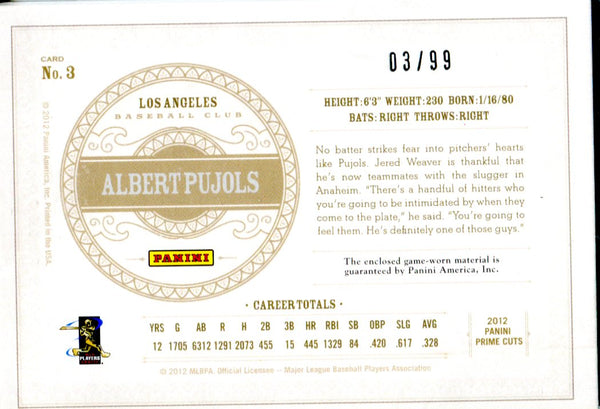 CARD
No. 3
03/99
LOS ANGELES
BASEBALL CLUB
ALBERT PUJOLS
PANINI
© 2012 Panini America, Inc. Printed in the USA.
HEIGHT:6'3" WEIGHT:230 BORN:1/16/80
BATS:RIGHT THROWS:RIGHT
No batter strikes fear into pitchers' hearts
like Pujols. Jered Weaver is thankful that
he's now teammates with the slugger in
Anaheim. "There's a handful of hitters who
you're going to be intimidated by when they
come to the plate," he said. "You're going to
feel them. He's definitely one of those guys."
The enclosed game-worn material is
guaranteed by Panini America, Inc.
· CAREER TOTALS ·
YRS G AB R H 2B 3B HR RBI SB OBP SLG AVG
12 1705 6312 1291 2073 455 15 445 1329 84 .420 .617 .328
2012
PANINI
PRIME CUTS
PLAYERS
© 2012 MLBPA. Official Licensee – Major League Baseball Players Association